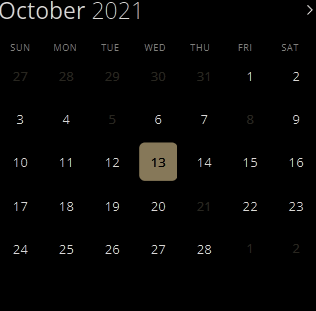 October 2021
SUN MON TUE WED THU FRI SAT
27 28 29 30 31 1 2
3 4 5 6 7 8 9
10 11 12 13 14 15 16
17 18 19 20 21 22 23
24 25 26 27 28 1 2